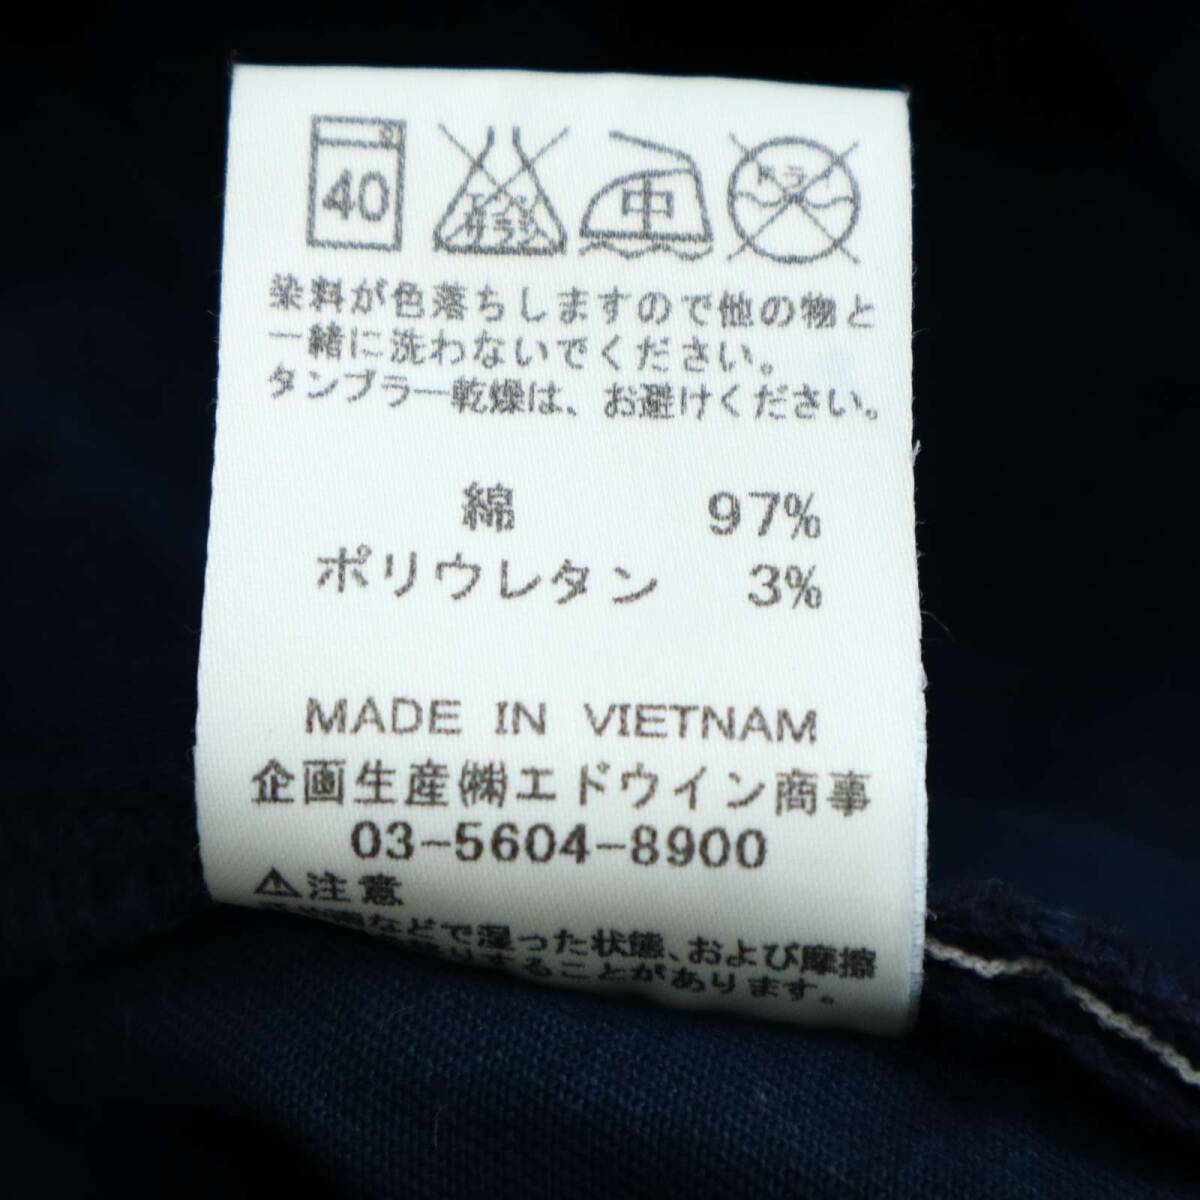 40
エンソ
サラシ
中
ドライ
染料が色落ちしますので他の物と
一緒に洗わないでください。
タンブラー乾燥は、お避けください。
綿 97%
ポリウレタン 3%
MADE IN VIETNAM
企画生産㈱エドウイン商事
03-5604-8900
⚠注意
などで湿った状態、および摩擦
することがあります。